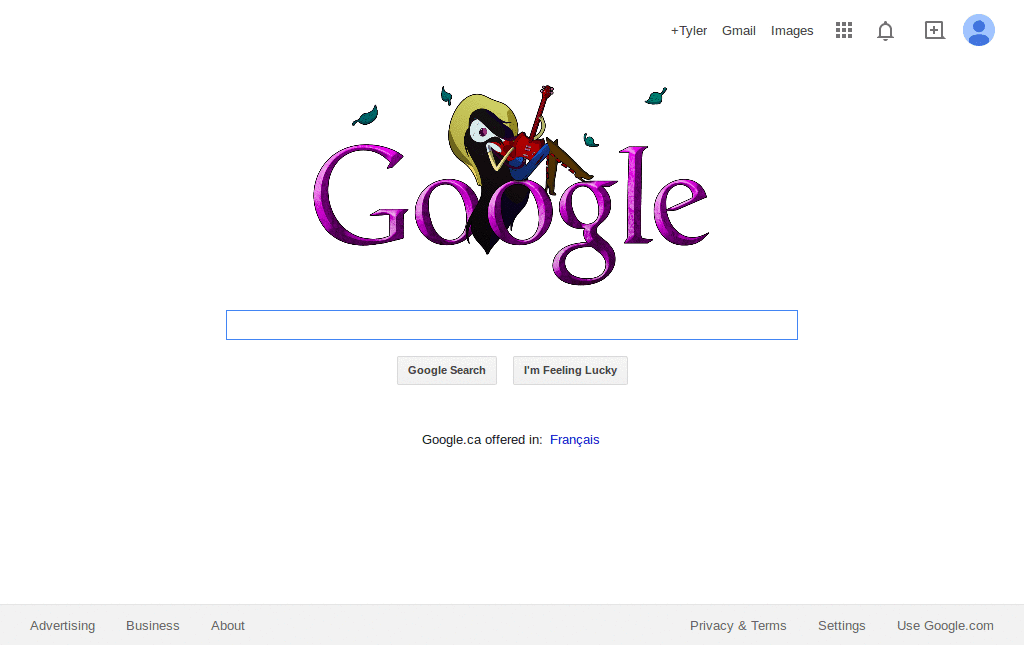 +Tyler Gmail Images
Google
Google Search I'm Feeling Lucky
Google.ca offered in: Français
Advertising Business About Privacy & Terms Settings Use Google.com